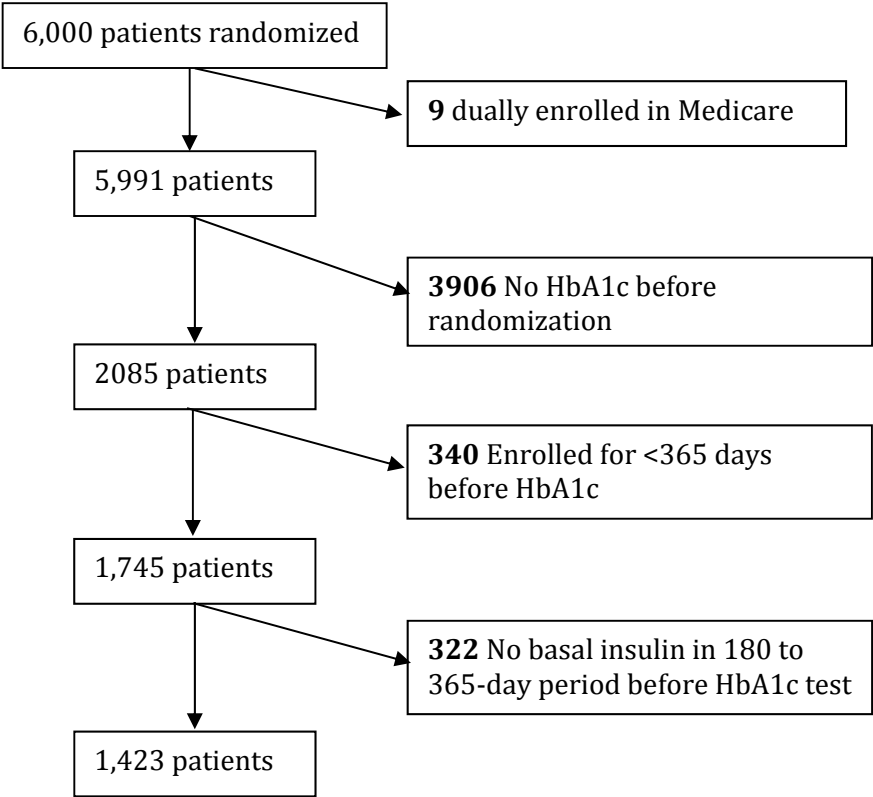 6,000 patients randomized
9 dually enrolled in Medicare
5,991 patients
3906 No HbA1c before
randomization
2085 patients
340 Enrolled for <365 days
before HbA1c
1,745 patients
322 No basal insulin in 180 to
365-day period before HbA1c test
1,423 patients